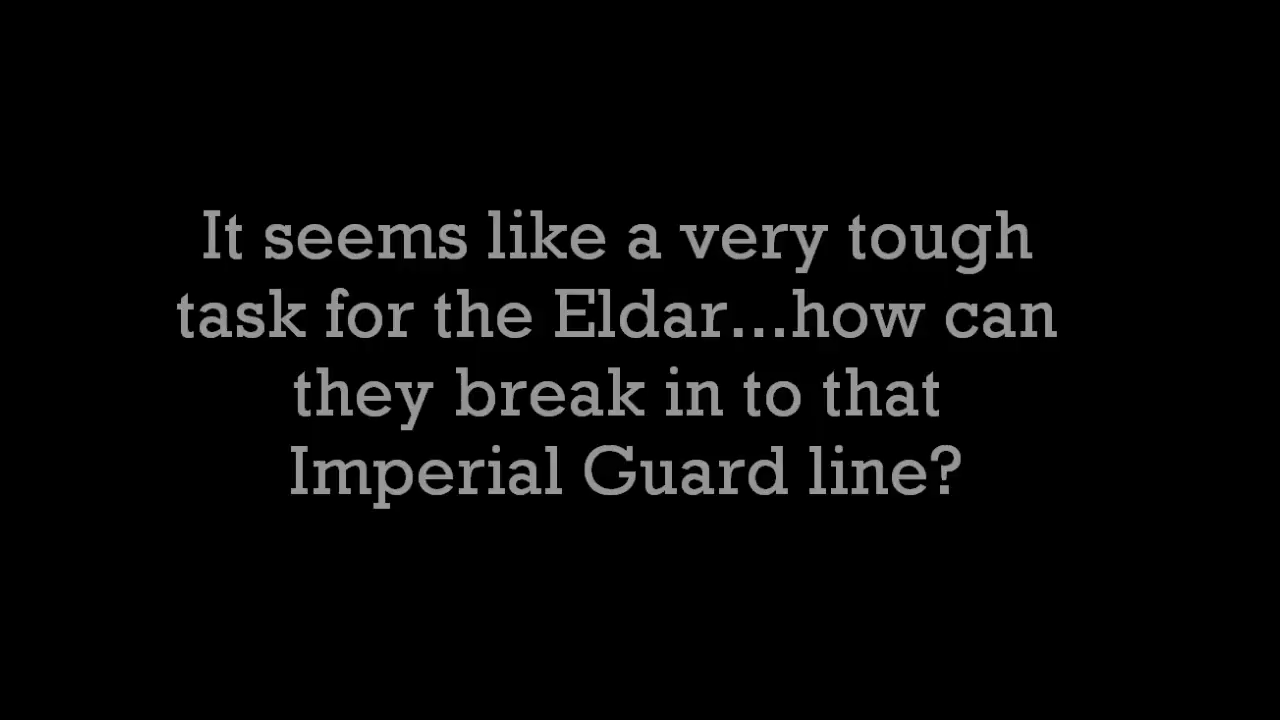 It seems like a very tough
task for the Eldar...how can
they break in to that
Imperial Guard line?